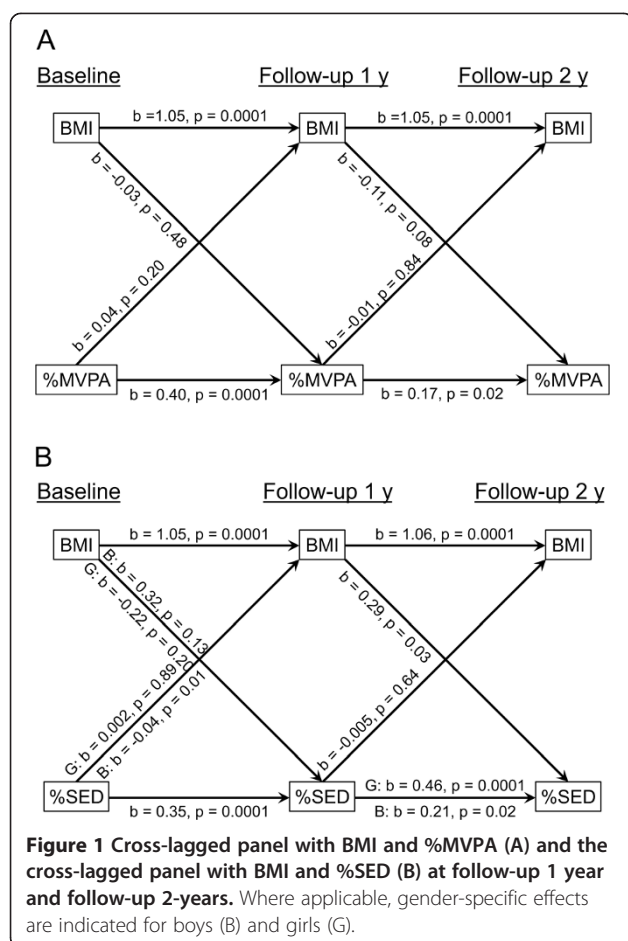 A
Baseline Follow-up 1 y Follow-up 2 y
b =1.05, p = 0.0001 b =1.05, p = 0.0001
BMI BMI BMI
b = -0.03, p = 0.48
b = -0.11, p = 0.08
b = 0.04, p = 0.20
b = -0.01, p = 0.84
%MVPA %MVPA %MVPA
b = 0.40, p = 0.0001 b = 0.17, p = 0.02
B
Baseline Follow-up 1 y Follow-up 2 y
b = 1.05, p = 0.0001 b = 1.06, p = 0.0001
BMI BMI BMI
B: b = 0.32, p = 0.13
G: b = -0.22, p = 0.20
b = 0.29, p = 0.03
G: b = 0.002, p = 0.89
B: b = -0.04, p = 0.01
b = -0.005, p = 0.64
G: b = 0.46, p = 0.0001
%SED %SED %SED
b = 0.35, p = 0.0001 B: b = 0.21, p = 0.02
Figure 1 Cross-lagged panel with BMI and %MVPA (A) and the
cross-lagged panel with BMI and %SED (B) at follow-up 1 year
and follow-up 2-years. Where applicable, gender-specific effects
are indicated for boys (B) and girls (G).